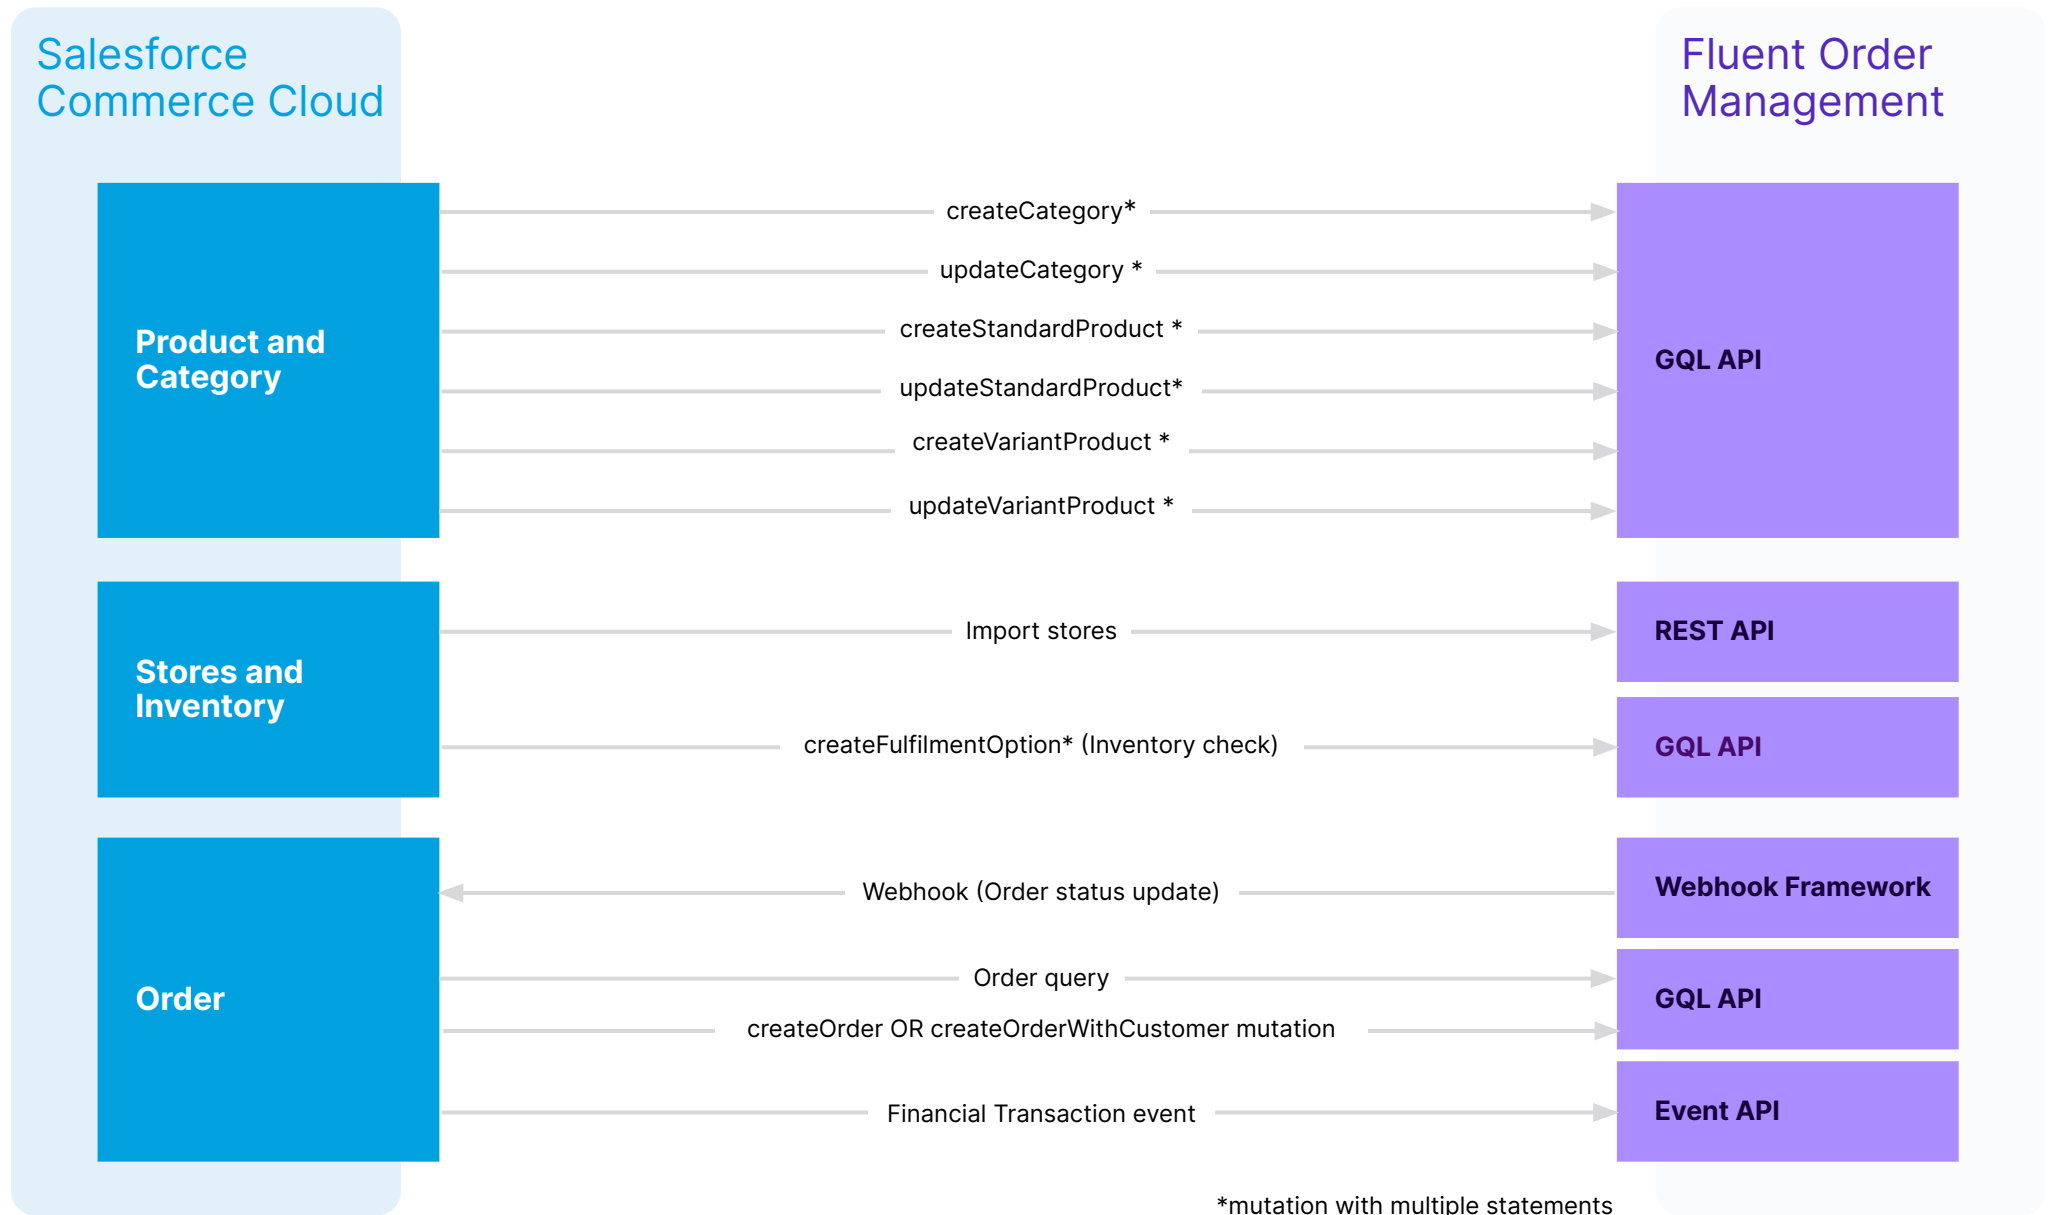 Salesforce
Commerce Cloud
Fluent Order
Management
Product and
Category
createCategory*
updateCategory *
createStandardProduct *
updateStandardProduct*
createVariantProduct *
updateVariantProduct *
GQL API
Stores and
Inventory
Import stores
REST API
createFulfilmentOption* (Inventory check)
GQL API
Order
Webhook (Order status update)
Webhook Framework
Order query
createOrder OR createOrderWithCustomer mutation
GQL API
Financial Transaction event
Event API
*mutation with multiple statements